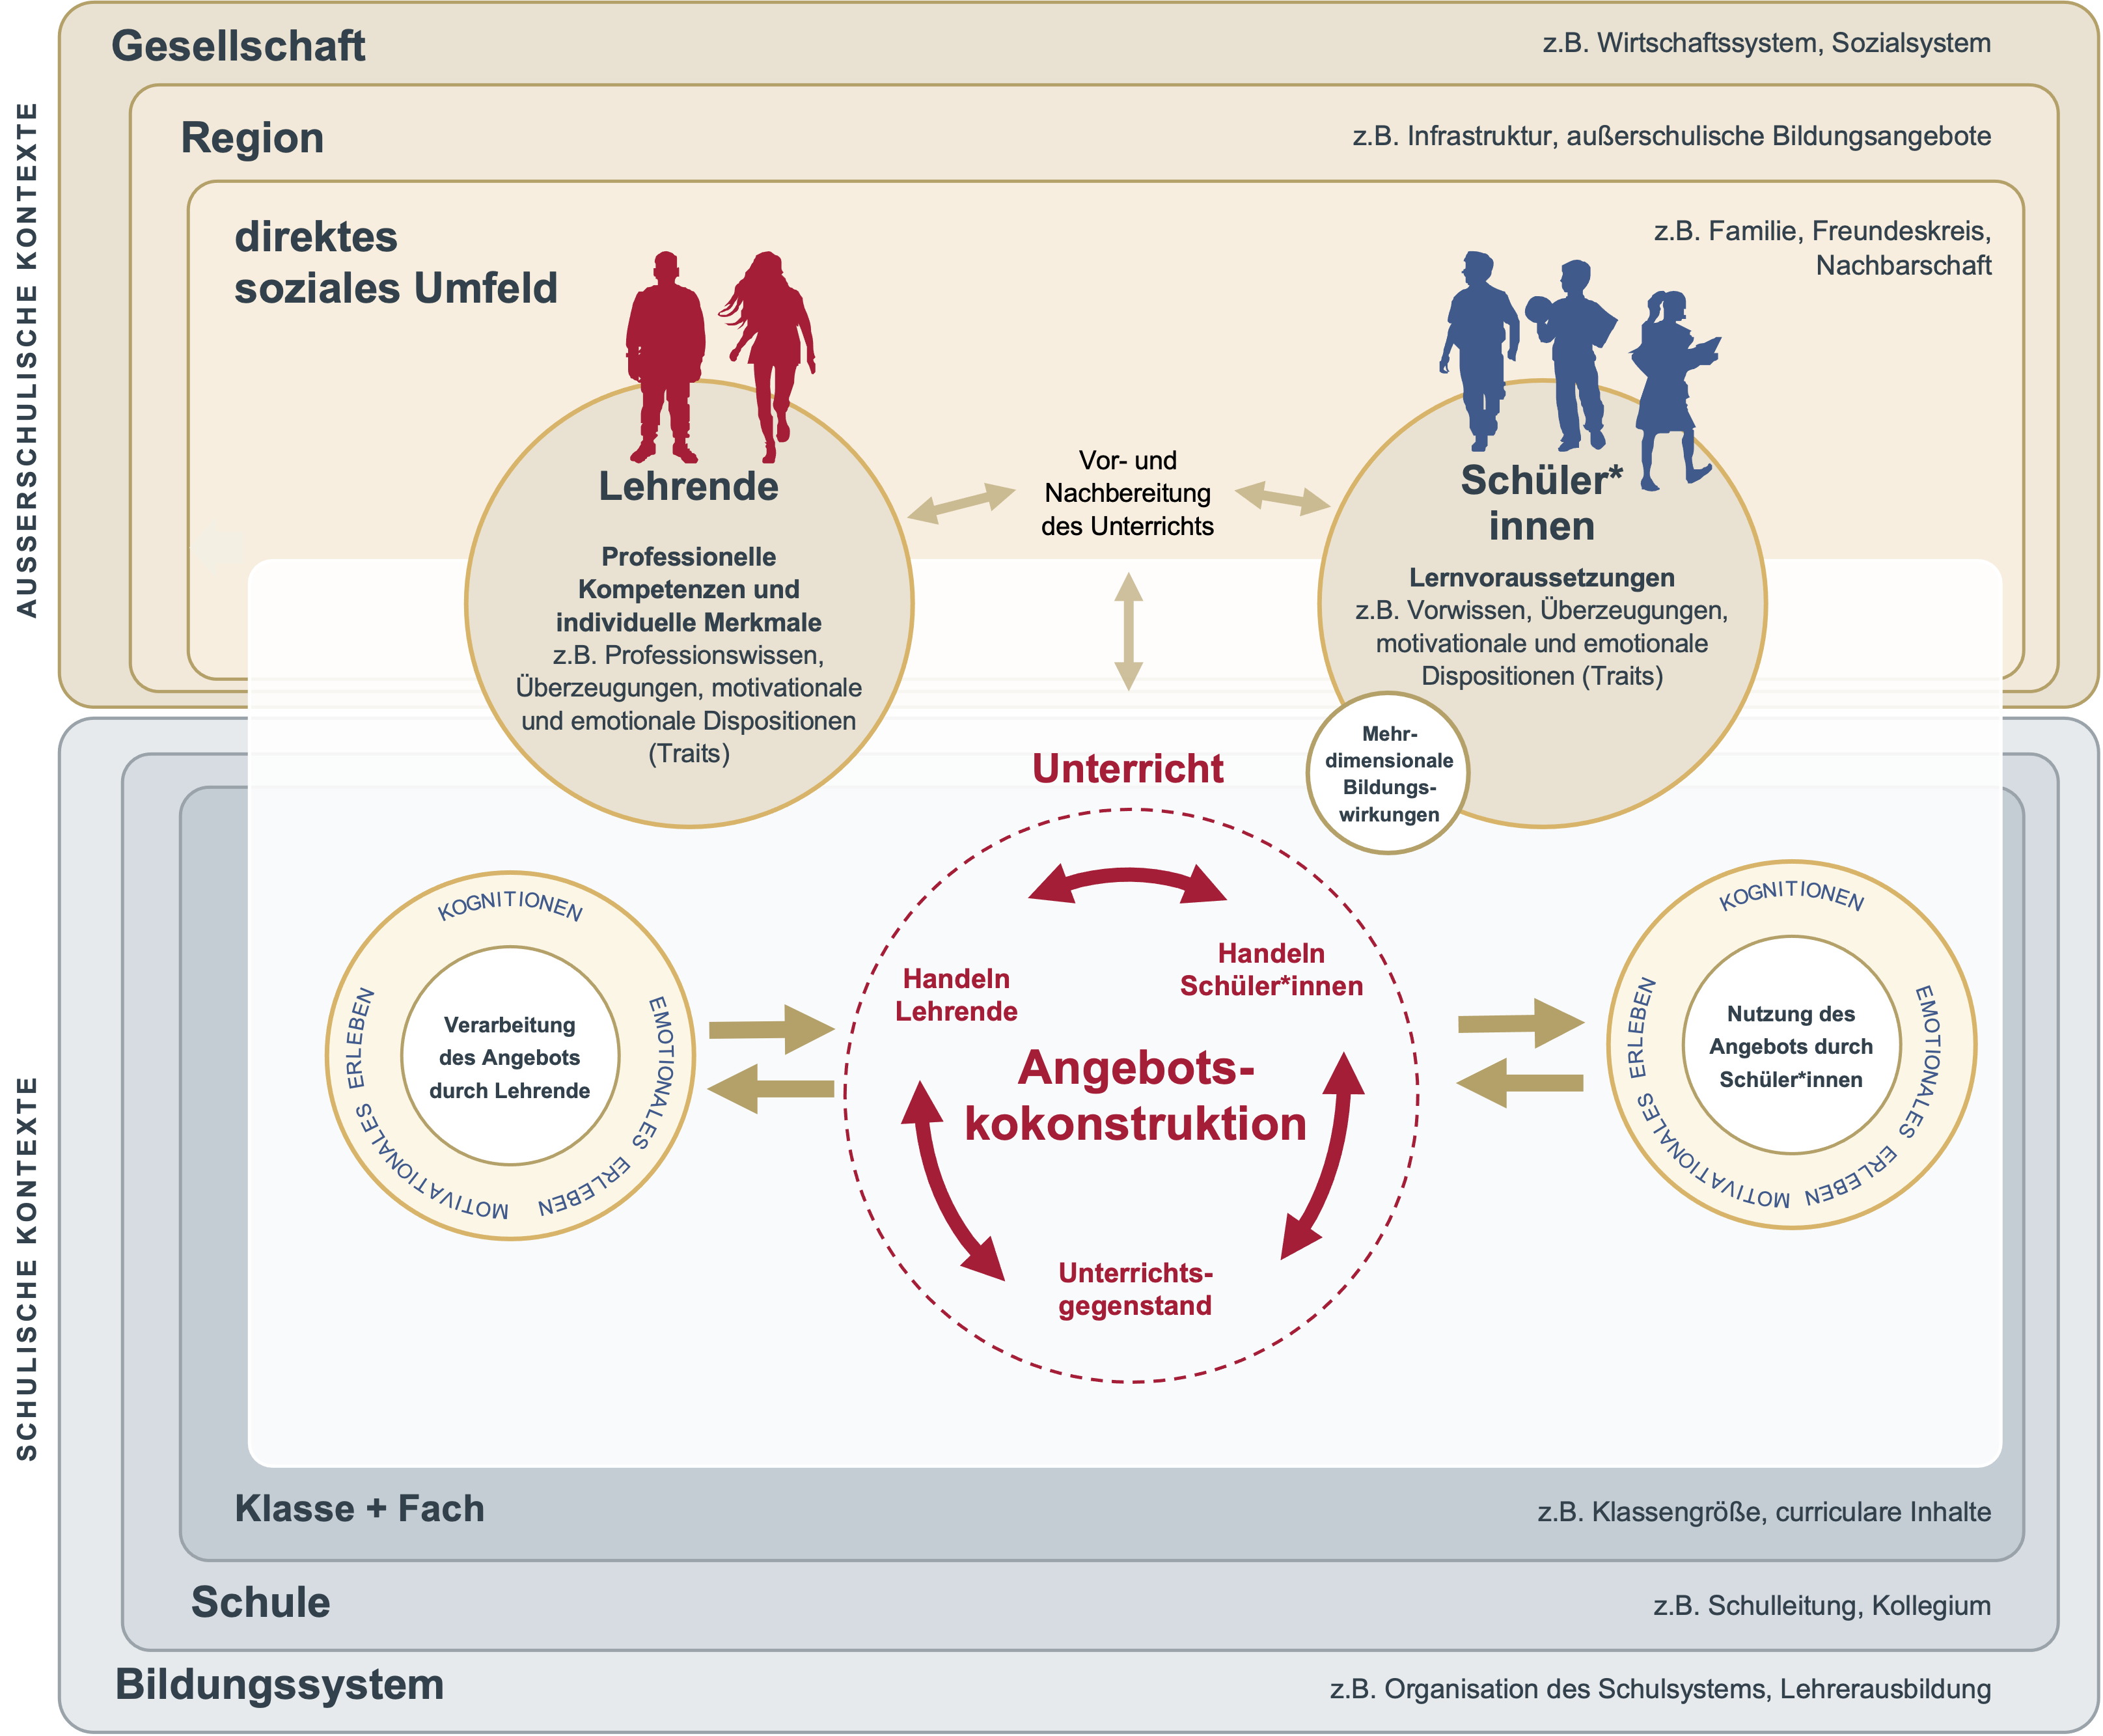 Gesellschaft
z.B. Wirtschaftssystem, Sozialsystem
Region
z.B. Infrastruktur, außerschulische Bildungsangebote
direktes
soziales Umfeld
z.B. Familie, Freundeskreis,
Nachbarschaft
AUSSERSCHULISCHE KONTEXTE
Lehrende
Professionelle
Kompetenzen und
individuelle Merkmale
z.B. Professionswissen,
Überzeugungen, motivationale
und emotionale Dispositionen
(Traits)
Vor- und
Nachbereitung
des Unterrichts
Schüler*
innen
Lernvoraussetzungen
z.B. Vorwissen, Überzeugungen,
motivationale und emotionale
Dispositionen (Traits)
Mehr-
dimensionale
Bildungs-
wirkungen
Unterricht
KOGNITIONEN
EMOTIONALES ERLEBEN
MOTIVATIONALES ERLEBEN
Verarbeitung
des Angebots
durch Lehrende
Handeln
Lehrende
Handeln
Schüler*innen
Angebots-
kokonstruktion
Unterrichts-
gegenstand
KOGNITIONEN
EMOTIONALES ERLEBEN
MOTIVATIONALES ERLEBEN
Nutzung des
Angebots durch
Schüler*innen
SCHULISCHE KONTEXTE
Klasse + Fach
z.B. Klassengröße, curriculare Inhalte
Schule
z.B. Schulleitung, Kollegium
Bildungssystem
z.B. Organisation des Schulsystems, Lehrerausbildung